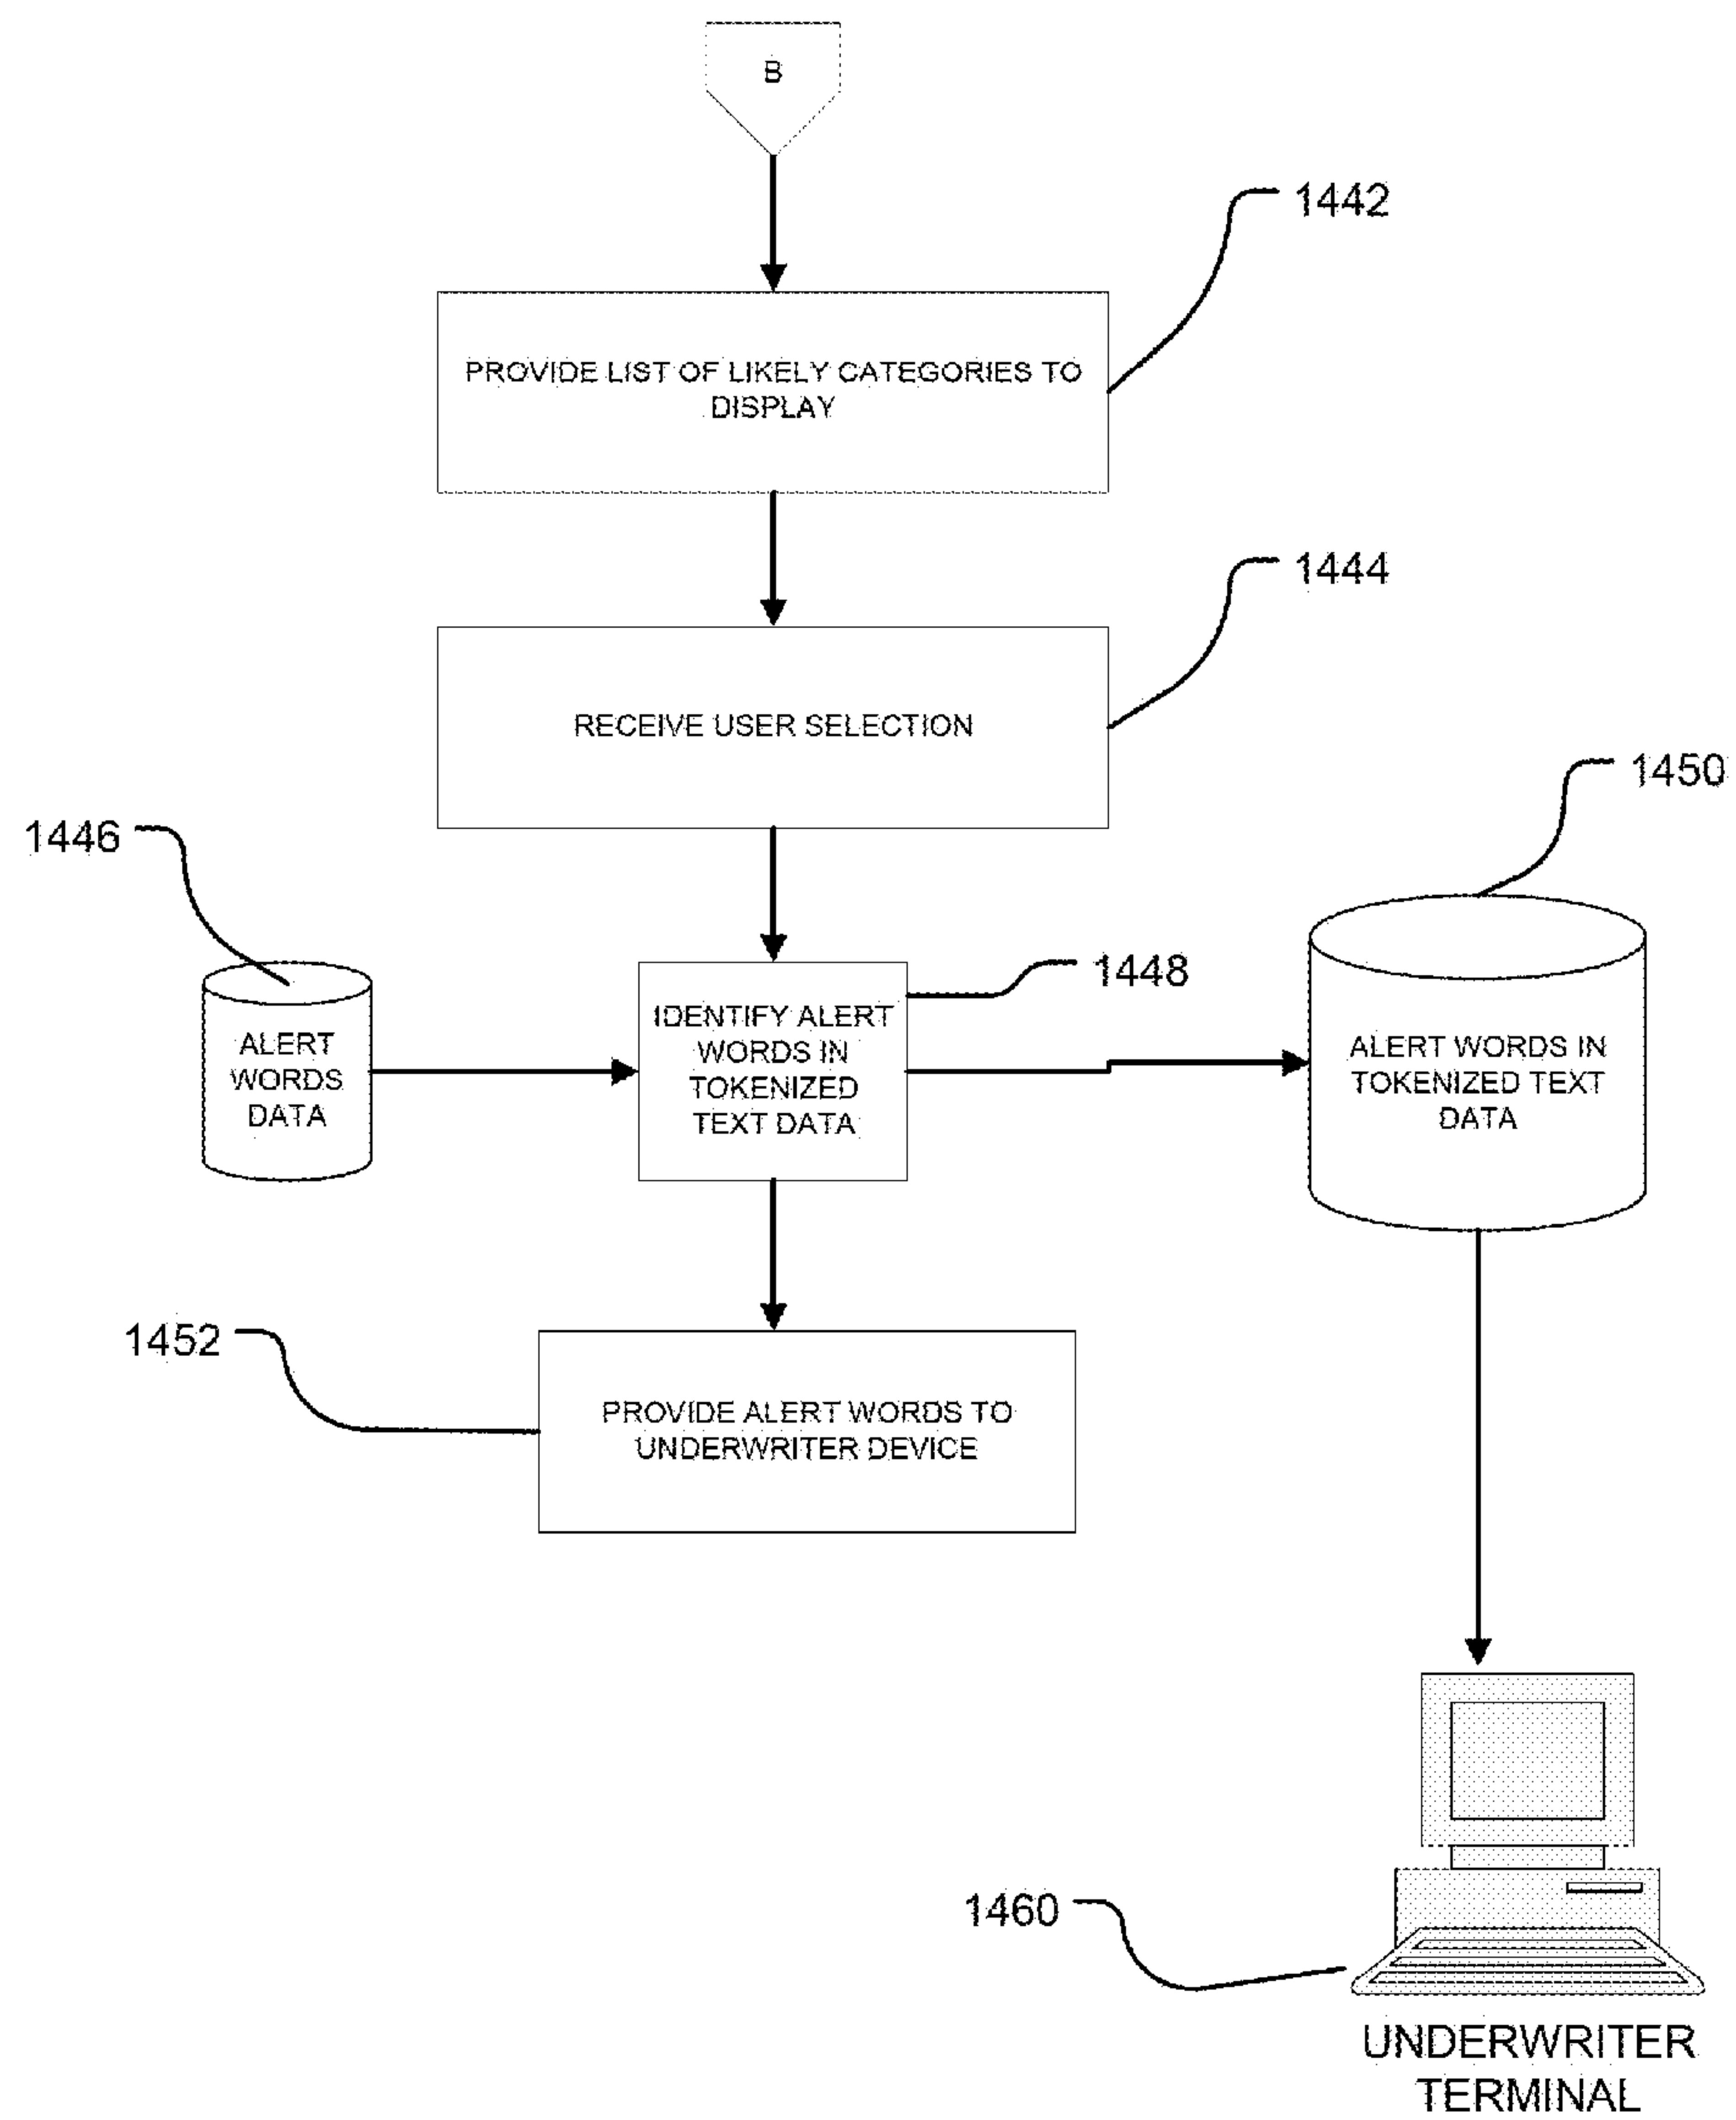 B
1442
PROVIDE LIST OF LIKELY CATEGORIES TO
DISPLAY
1444
RECEIVE USER SELECTION
1450
1446
1448
ALERT
WORDS
DATA
IDENTIFY ALERT
WORDS IN
TOKENIZED
TEXT DATA
ALERT WORDS IN
TOKENIZED TEXT
DATA
1452
PROVIDE ALERT WORDS TO
UNDERWRITER DEVICE
1460
UNDERWRITER
TERMINAL